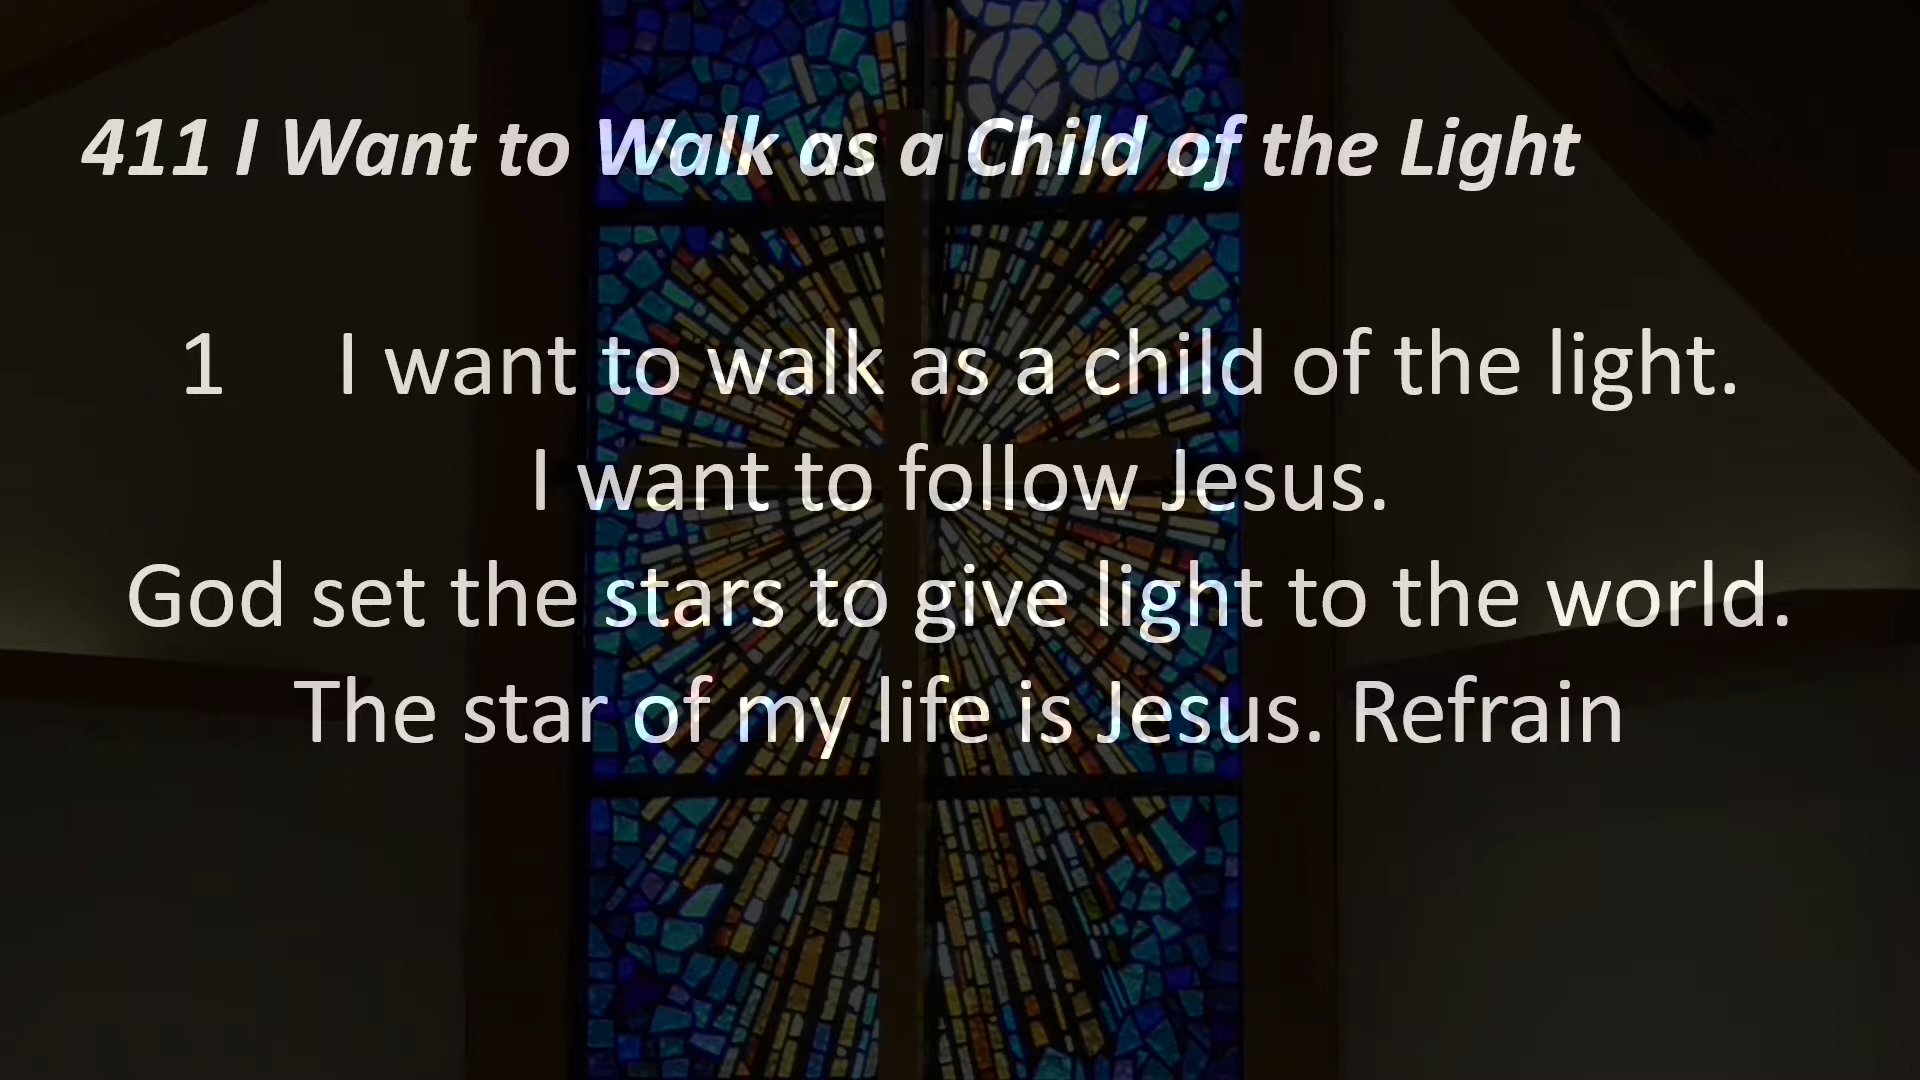 411 I Want to Walk as a Child of the Light
1 I want to walk as a child of the light.
I want to follow Jesus.
God set the stars to give light to the world.
The star of my life is Jesus. Refrain